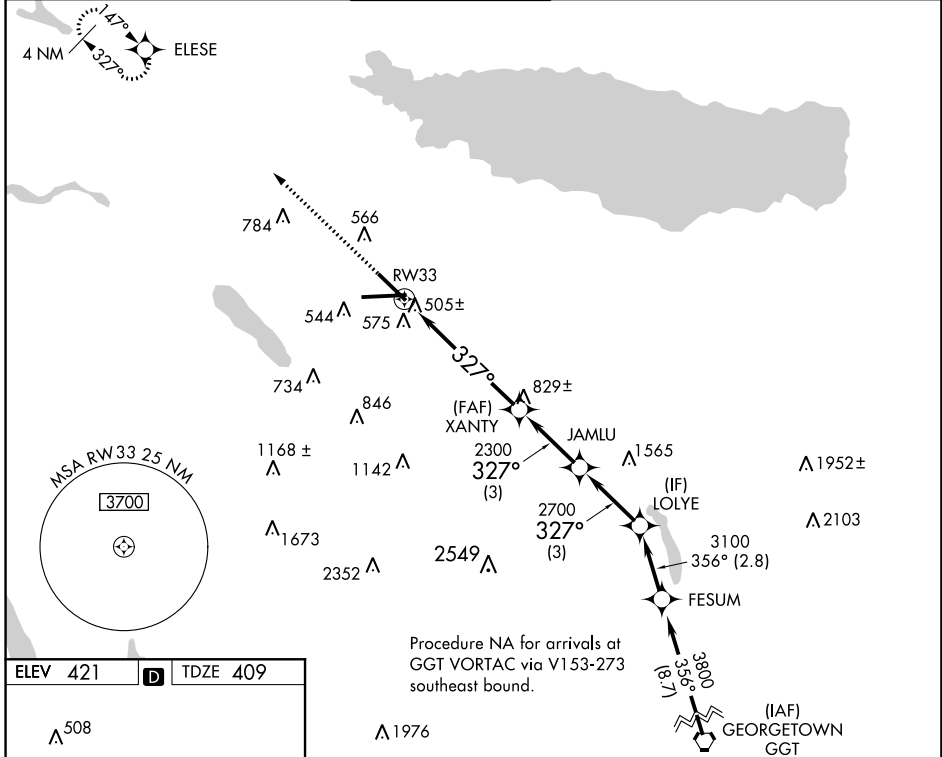 147°
4 NM
327°
ELESE
784
566
RW33
505±
544
575
327°
734
846
829±
(FAF)
XANTY
JAMLU
2300
327°
(3)
1565
1168 ±
1142
(IF)
LOLYE
1952±
MSA RW33 25 NM
3700
2700
327°
(3)
2103
1673
2352
2549
3100
356° (2.8)
FESUM
Procedure NA for arrivals at
GGT VORTAC via V153-273
southeast bound.
3800
356°
(8.7)
(IAF)
GEORGETOWN
GGT
ELEV 421
D
TDZE 409
508
1976